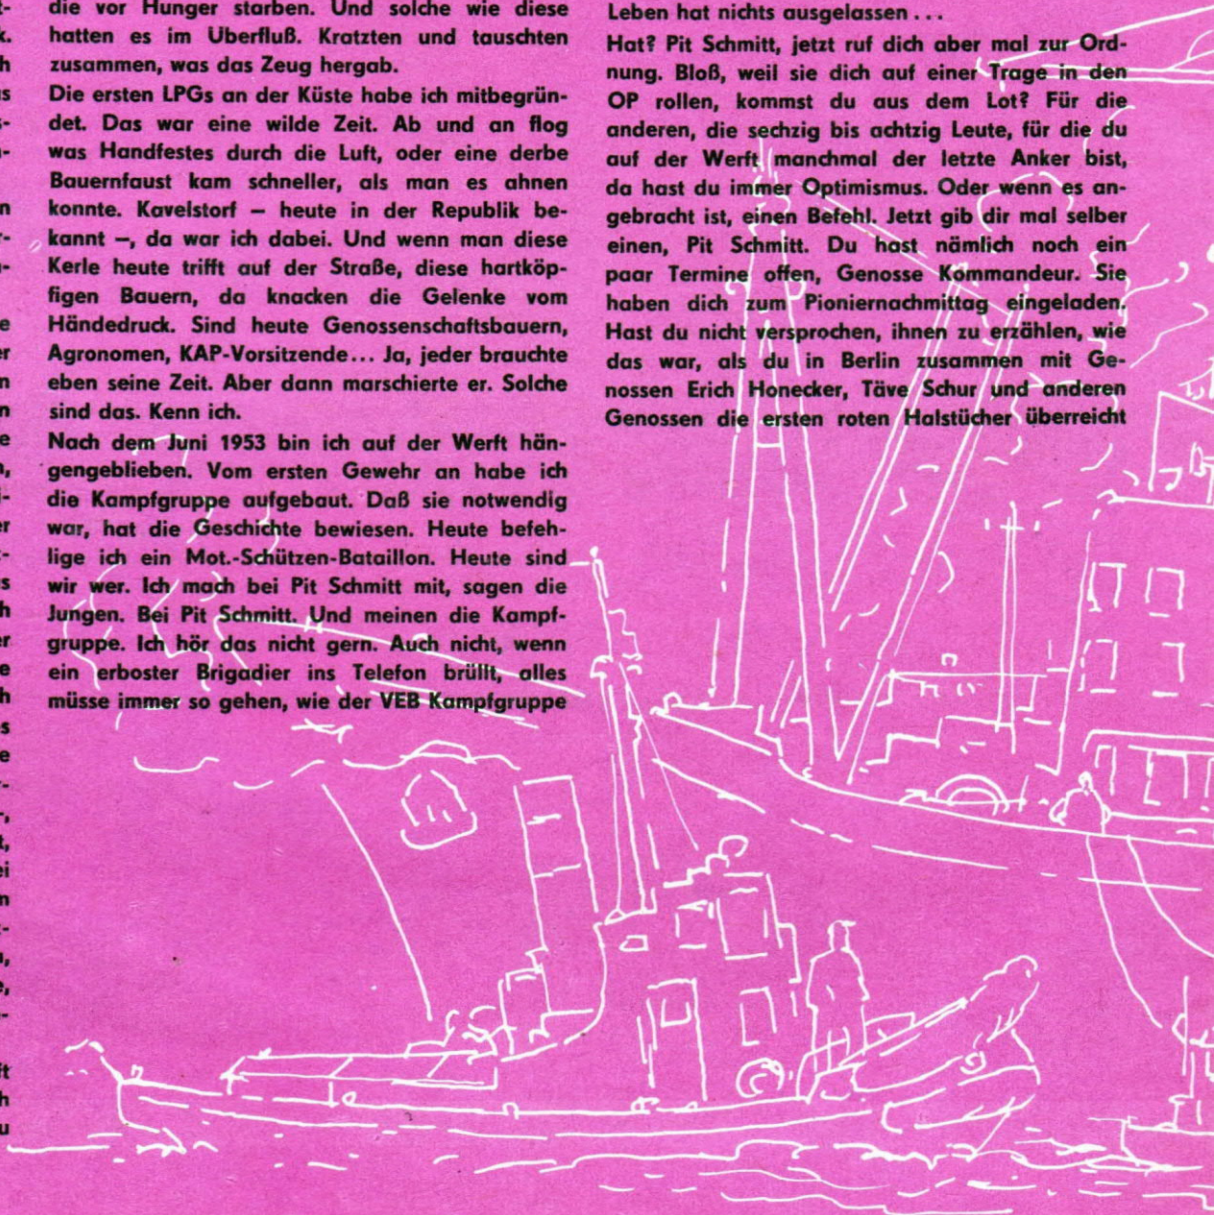 die vor Hunger starben. Und solche wie diese
hatten es im Uberfluß. Kratzten und tauschten
zusammen, was das Zeug hergab.
Die ersten LPGs an der Küste habe ich mitbegrün-
det. Das war eine wilde Zeit. Ab und an flog
was Handfestes durch die Luft, oder eine derbe
Bauernfaust kam schneller, als man es ahnen
konnte. Kavelstorf – heute in der Republik be-
kannt –, da war ich dabei. Und wenn man diese
Kerle heute trifft auf der Straße, diese hartköp-
figen Bauern, da knacken die Gelenke vom
Händedruck. Sind heute Genossenschaftsbauern,
Agronomen, KAP-Vorsitzende... Ja, jeder brauchte
eben seine Zeit. Aber dann marschierte er. Solche
sind das. Kenn ich.
Nach dem Juni 1953 bin ich auf der Werft hän-
gengeblieben. Vom ersten Gewehr an habe ich
die Kampfgruppe aufgebaut. Daß sie notwendig
war, hat die Geschichte bewiesen. Heute befeh-
lige ich ein Mot.-Schützen-Bataillon. Heute sind
wir wer. Ich mach bei Pit Schmitt mit, sagen die
Jungen. Bei Pit Schmitt. Und meinen die Kampf-
gruppe. Ich hör das nicht gern. Auch nicht, wenn
ein erboster Brigadier ins Telefon brüllt, alles
müsse immer so gehen, wie der VEB Kampfgruppe
Leben hat nichts ausgelassen...
Hat? Pit Schmitt, jetzt ruf dich aber mal zur Ord-
nung. Bloß, weil sie dich auf einer Trage in den
OP rollen, kommst du aus dem Lot? Für die
anderen, die sechzig bis achtzig Leute, für die du
auf der Werft manchmal der letzte Anker bist,
da hast du immer Optimismus. Oder wenn es an-
gebracht ist, einen Befehl. Jetzt gib dir mal selber
einen, Pit Schmitt. Du hast nämlich noch ein
paar Termine offen, Genosse Kommandeur. Sie
haben dich zum Pioniernachmittag eingeladen.
Hast du nicht versprochen, ihnen zu erzählen, wie
das war, als du in Berlin zusammen mit Ge-
nossen Erich Honecker, Täve Schur und anderen
Genossen die ersten roten Halstücher überreicht